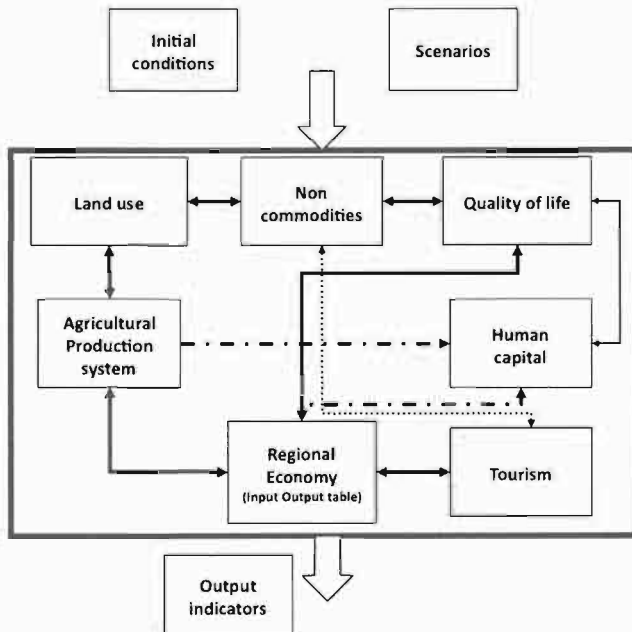 Initial
conditions
Scenarios
Land use
Non
commodities
Quality of life
Agricultural
Production
system
Human
capital
Regional
Economy
(Input Output table)
Tourism
Output
indicators